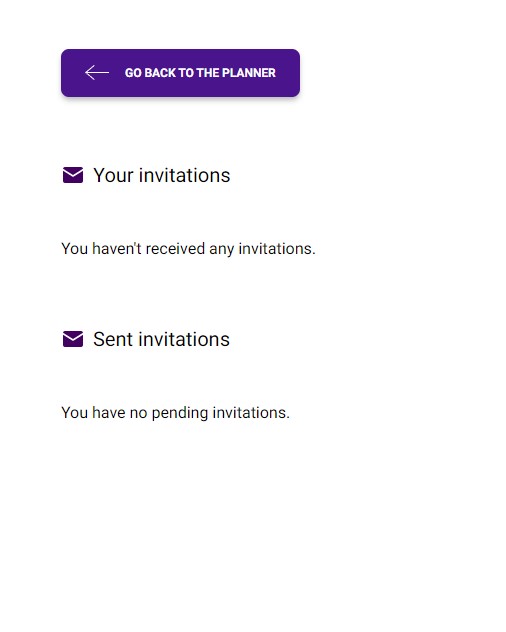 GO BACK TO THE PLANNER
Your invitations
You haven't received any invitations.
Sent invitations
You have no pending invitations.